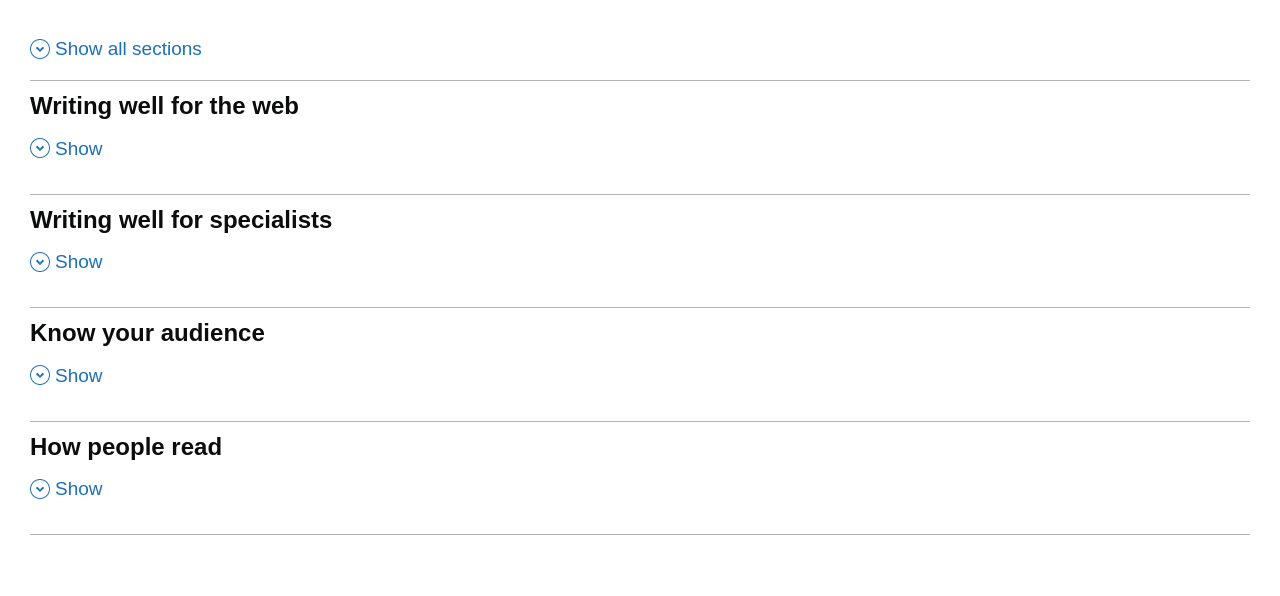 Show all sections
Writing well for the web
Show
Writing well for specialists
Show
Know your audience
Show
How people read
Show